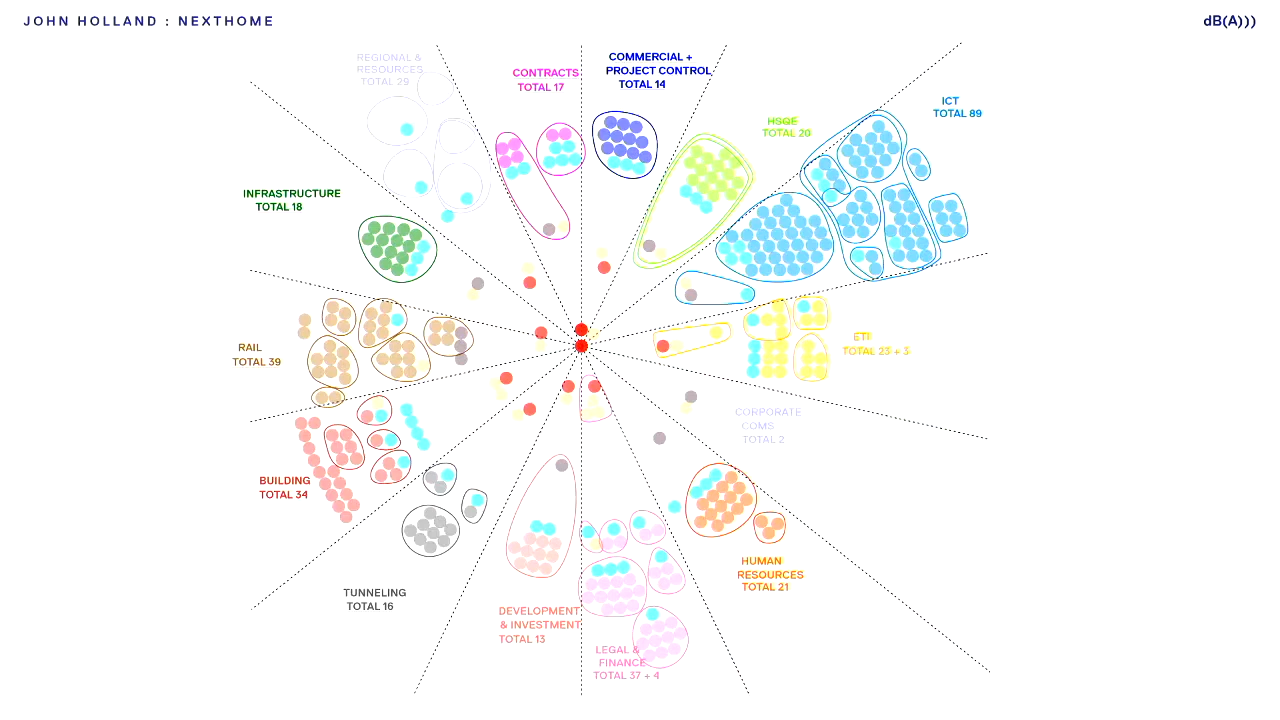 JOHN HOLLAND : NEXTHOME
dB(A)))
REGIONAL &
RESOURCES
TOTAL 29
CONTRACTS
TOTAL 17
COMMERCIAL +
PROJECT CONTROL
TOTAL 14
HSQE
TOTAL 20
ICT
TOTAL 89
INFRASTRUCTURE
TOTAL 18
RAIL
TOTAL 39
ETI
TOTAL 23 + 3
CORPORATE
COMS
TOTAL 2
BUILDING
TOTAL 34
TUNNELING
TOTAL 16
DEVELOPMENT
& INVESTMENT
TOTAL 13
LEGAL &
FINANCE
TOTAL 37 + 4
HUMAN
RESOURCES
TOTAL 21